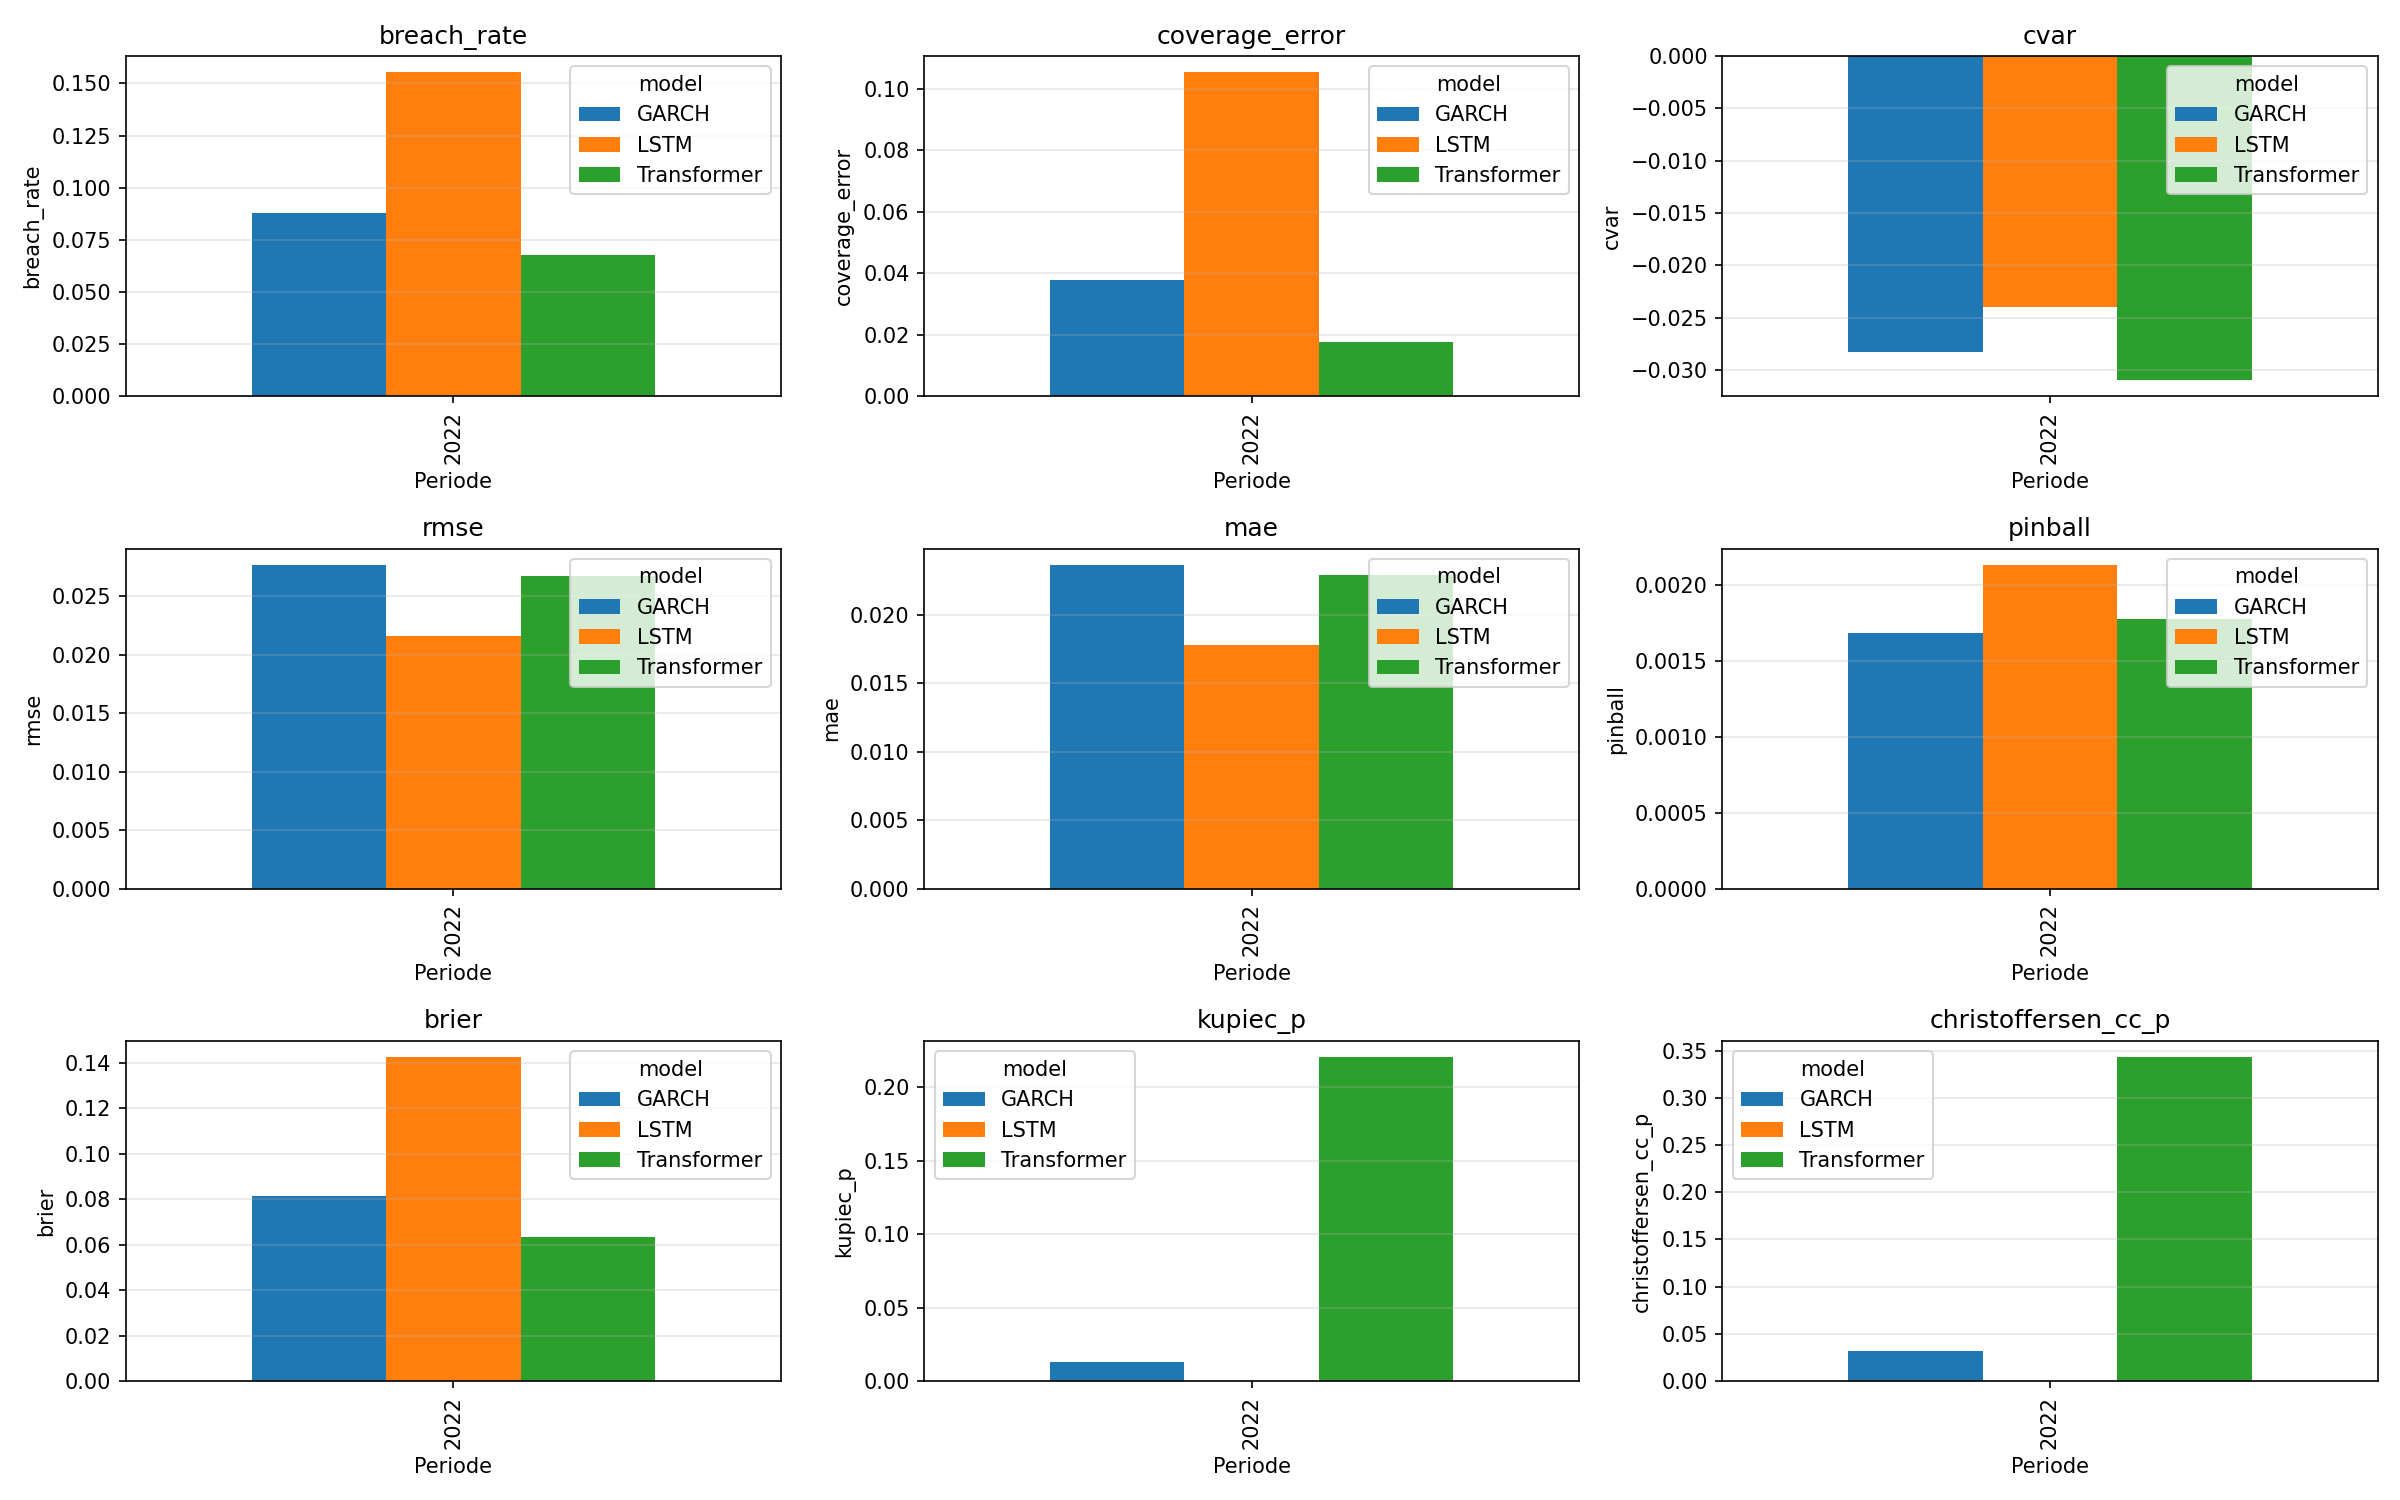 breach_rate
breach_rate
0.150
0.125
0.100
0.075
0.050
0.025
0.000
model
GARCH
LSTM
Transformer
2022
Periode
coverage_error
coverage_error
0.10
0.08
0.06
0.04
0.02
0.00
model
GARCH
LSTM
Transformer
2022
Periode
cvar
cvar
0.000
−0.005
−0.010
−0.015
−0.020
−0.025
−0.030
model
GARCH
LSTM
Transformer
2022
Periode
rmse
rmse
0.025
0.020
0.015
0.010
0.005
0.000
model
GARCH
LSTM
Transformer
2022
Periode
mae
mae
0.020
0.015
0.010
0.005
0.000
model
GARCH
LSTM
Transformer
2022
Periode
pinball
pinball
0.0020
0.0015
0.0010
0.0005
0.0000
model
GARCH
LSTM
Transformer
2022
Periode
brier
brier
0.14
0.12
0.10
0.08
0.06
0.04
0.02
0.00
model
GARCH
LSTM
Transformer
2022
Periode
kupiec_p
kupiec_p
0.20
0.15
0.10
0.05
0.00
model
GARCH
LSTM
Transformer
2022
Periode
christoffersen_cc_p
christoffersen_cc_p
0.35
0.30
0.25
0.20
0.15
0.10
0.05
0.00
model
GARCH
LSTM
Transformer
2022
Periode